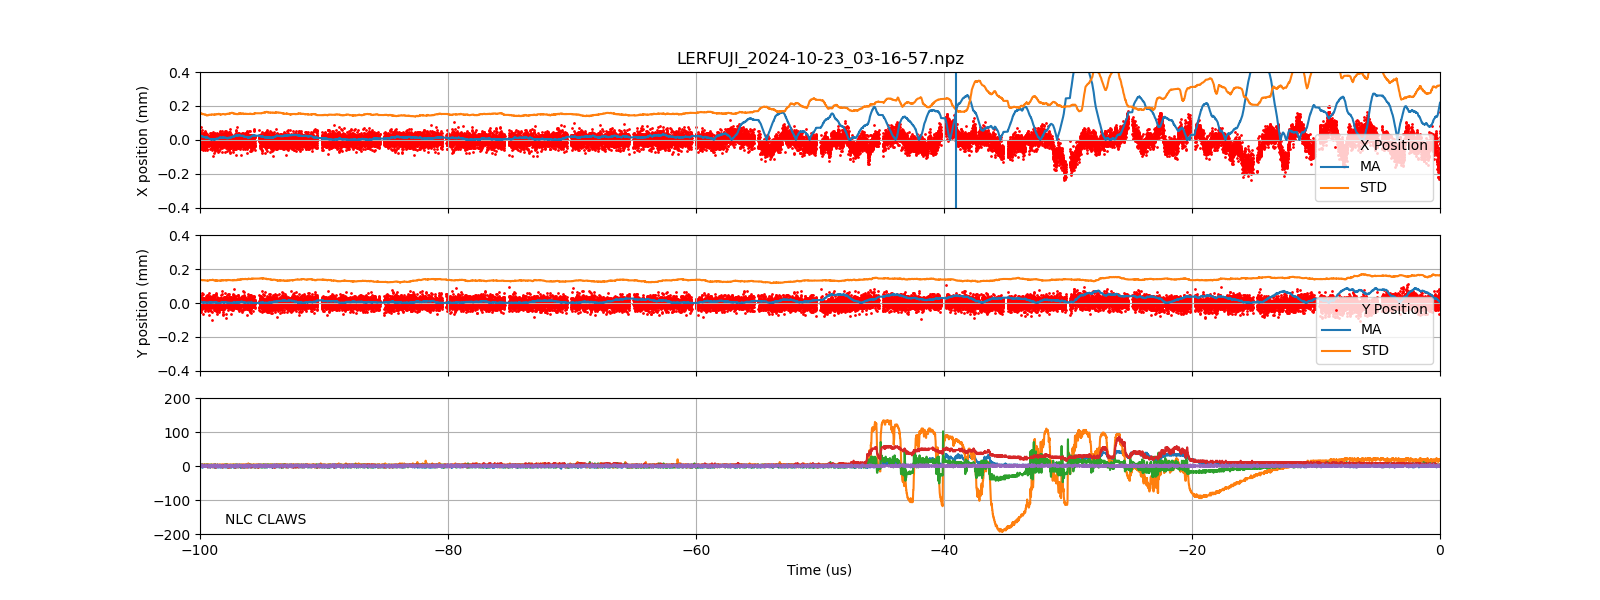 LERFUJI_2024-10-23_03-16-57.npz
X position (mm)
0.4
0.2
0.0
−0.2
−0.4
X Position
MA
STD
Y position (mm)
0.4
0.2
0.0
−0.2
−0.4
Y Position
MA
STD
200
100
0
−100
−200
NLC CLAWS
−100
−80
−60
−40
−20
0
Time (us)